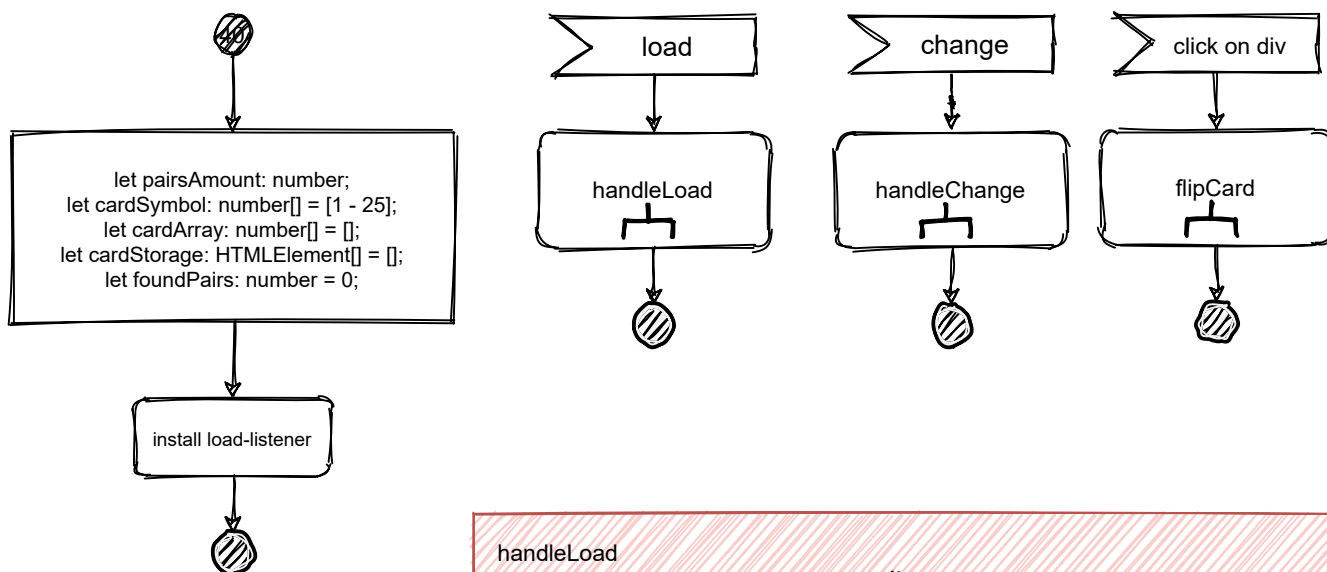 40
load
change
click on div
let pairsAmount: number;
let cardSymbol: number[] = [1 - 25];
let cardArray: number[] = [];
let cardStorage: HTMLElement[] = [];
let foundPairs: number = 0;
handleLoad
handleChange
flipCard
install load-listener
handleLoad